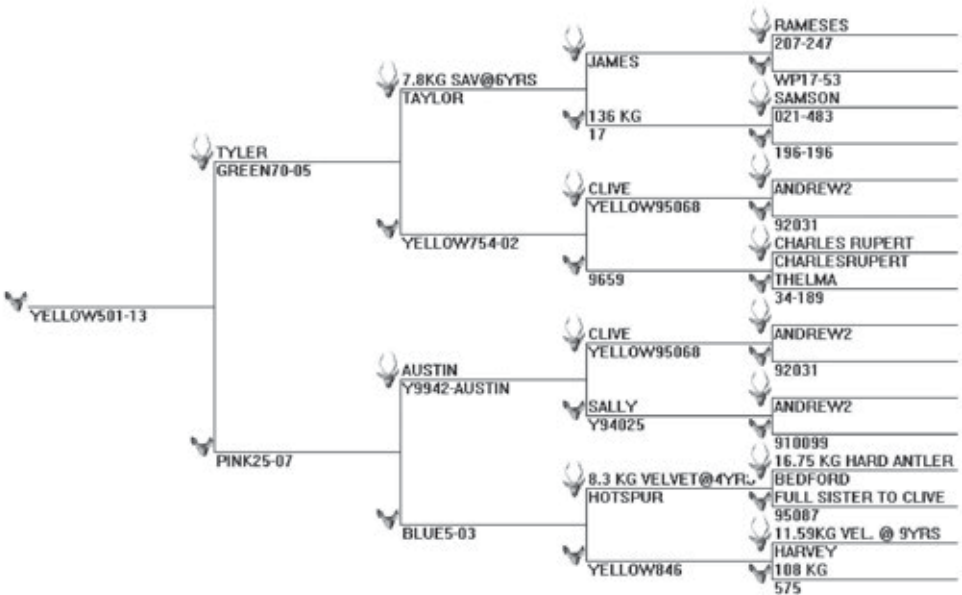 RAMESES
207-247
JAMES
WP17-53
7.8KG SAV@6YRS
TAYLOR
SAMSON
136 KG
021-483
17
196-196
TYLER
GREEN70-05
CLIVE
ANDREW2
YELLOW95068
92031
YELLOW754-02
CHARLES RUPERT
CHARLESRUPERT
9659
THELMA
34-189
YELLOW501-13
CLIVE
ANDREW2
YELLOW95068
92031
AUSTIN
Y9942-AUSTIN
SALLY
ANDREW2
Y94025
910099
PINK25-07
16.75 KG HARD ANTLER
8.3 KG VELVET@4YRS
BEDFORD
HOTSPUR
FULL SISTER TO CLIVE
95087
BLUE5-03
11.59KG VEL. @ 9YRS
HARVEY
YELLOW846
108 KG
575